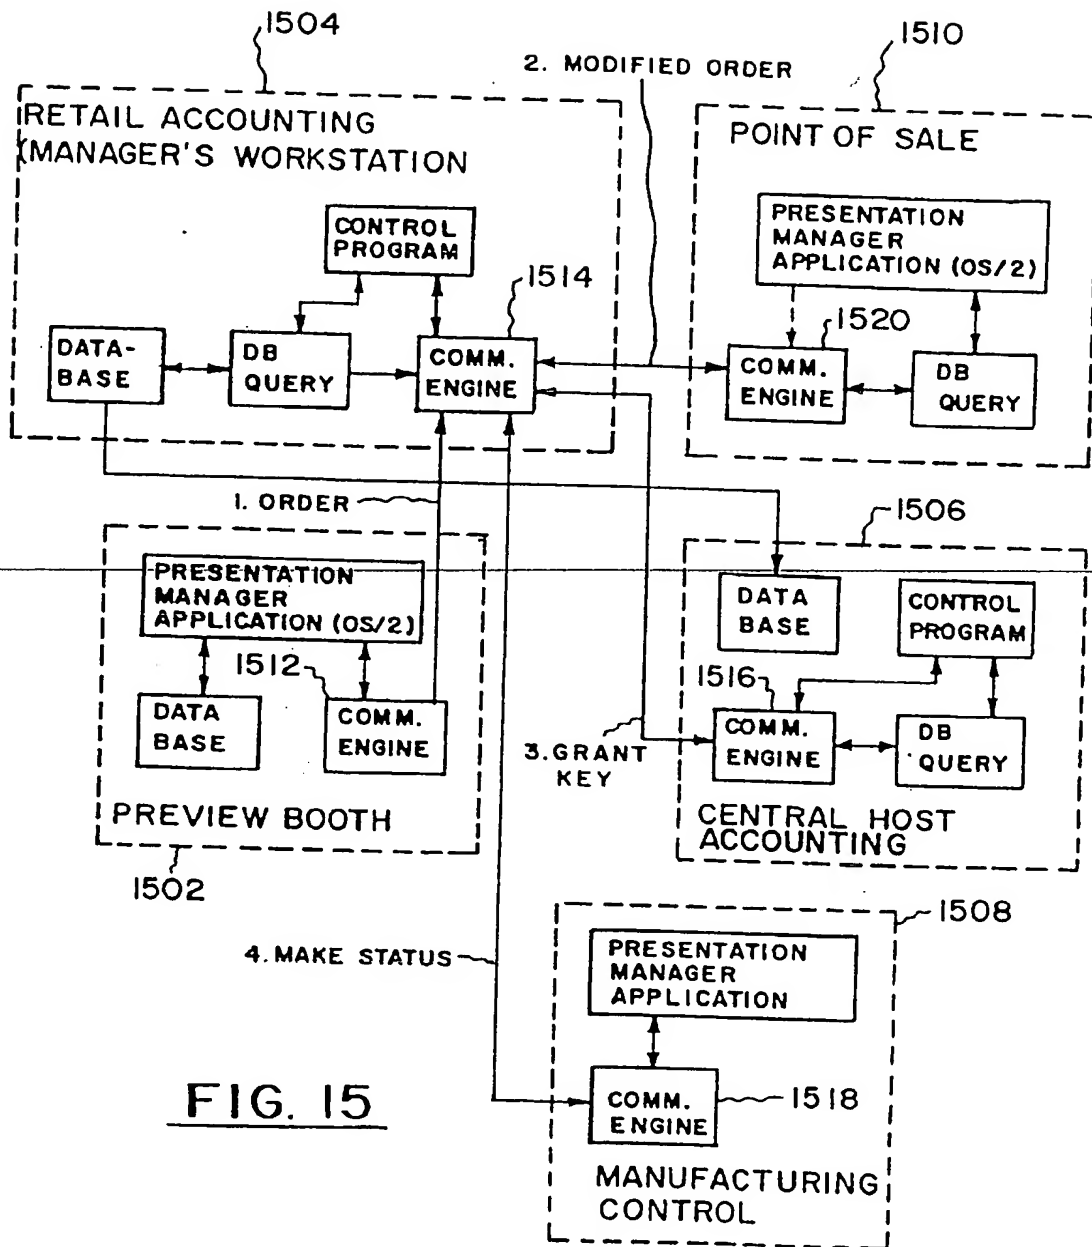 1504
1510
2. MODIFIED ORDER
RETAIL ACCOUNTING
(MANAGER'S WORKSTATION
CONTROL
PROGRAM
1514
DATA-
BASE
DB
QUERY
COMM.
ENGINE
POINT OF SALE
PRESENTATION
MANAGER
APPLICATION (OS/2)
1520
COMM.
ENGINE
DB
QUERY
1. ORDER
1506
PRESENTATION
MANAGER
APPLICATION (OS/2)
1512
DATA
BASE
COMM.
ENGINE
PREVIEW BOOTH
1502
DATA
BASE
CONTROL
PROGRAM
1516
COMM.
ENGINE
DB
QUERY
3. GRANT
KEY
CENTRAL HOST
ACCOUNTING
1508
4. MAKE STATUS
PRESENTATION
MANAGER
APPLICATION
COMM.
ENGINE
1518
MANUFACTURING
CONTROL
FIG. 15